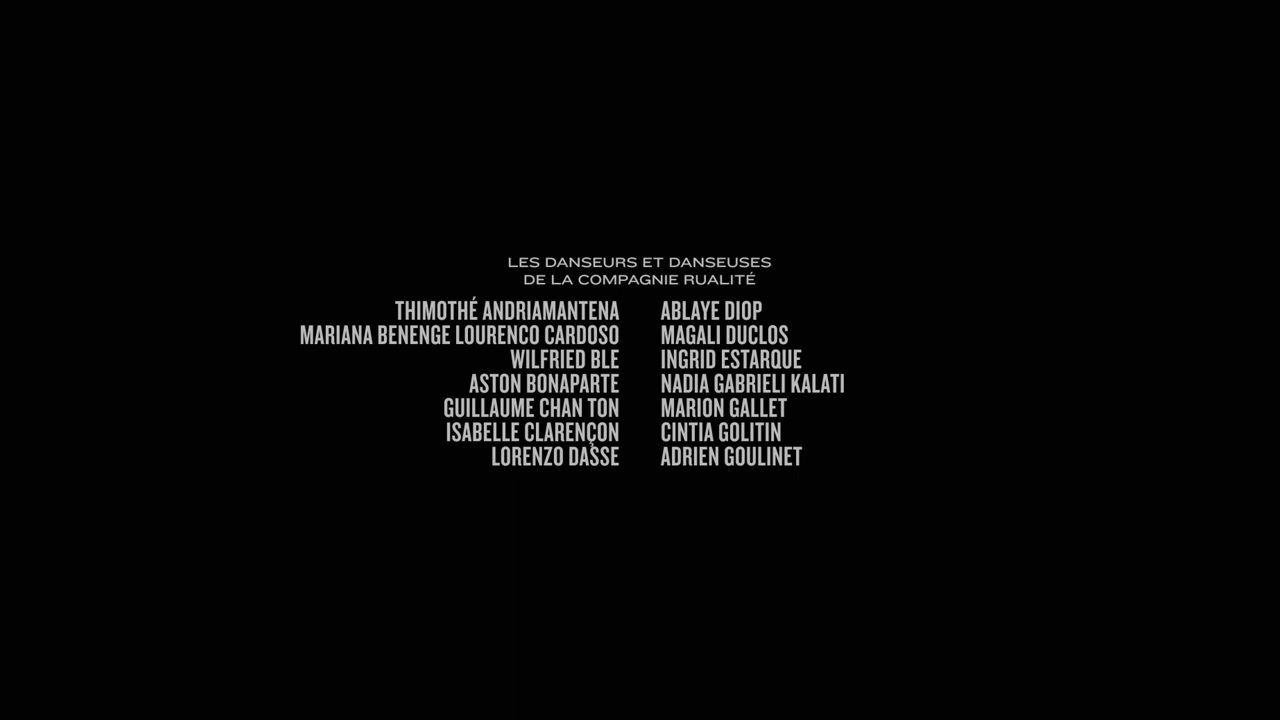 LES DANSEURS ET DANSEUSES
DE LA COMPAGNIE RUALITÉ
THIMOTHÉ ANDRIAMANTENA ABLAYE DIOP
MARIANA BENENGE LOURENCO CARDOSO MAGALI DUCLOS
WILFRIED BLE INGRID ESTARQUE
ASTON BONAPARTE NADIA GABRIELI KALATI
GUILLAUME CHAN TON MARION GALLET
ISABELLE CLARENÇON CINTIA GOLITIN
LORENZO DASSE ADRIEN GOULINET